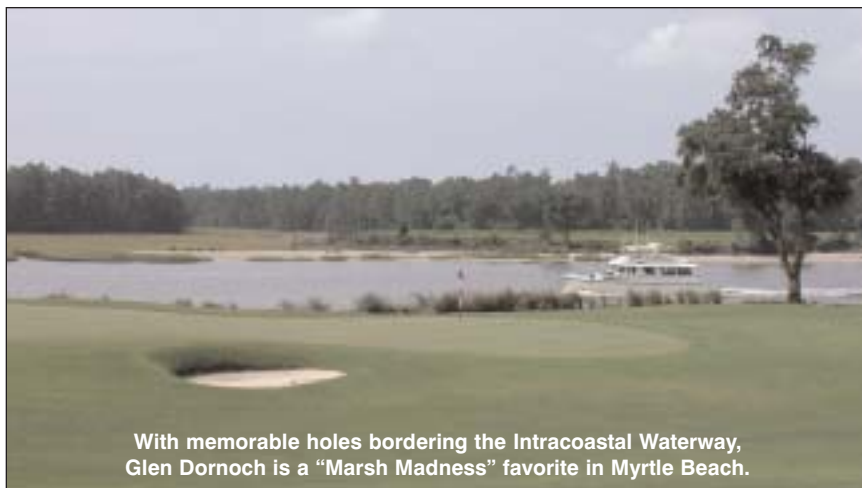 With memorable holes bordering the Intracoastal Waterway,
Glen Dornoch is a “Marsh Madness” favorite in Myrtle Beach.